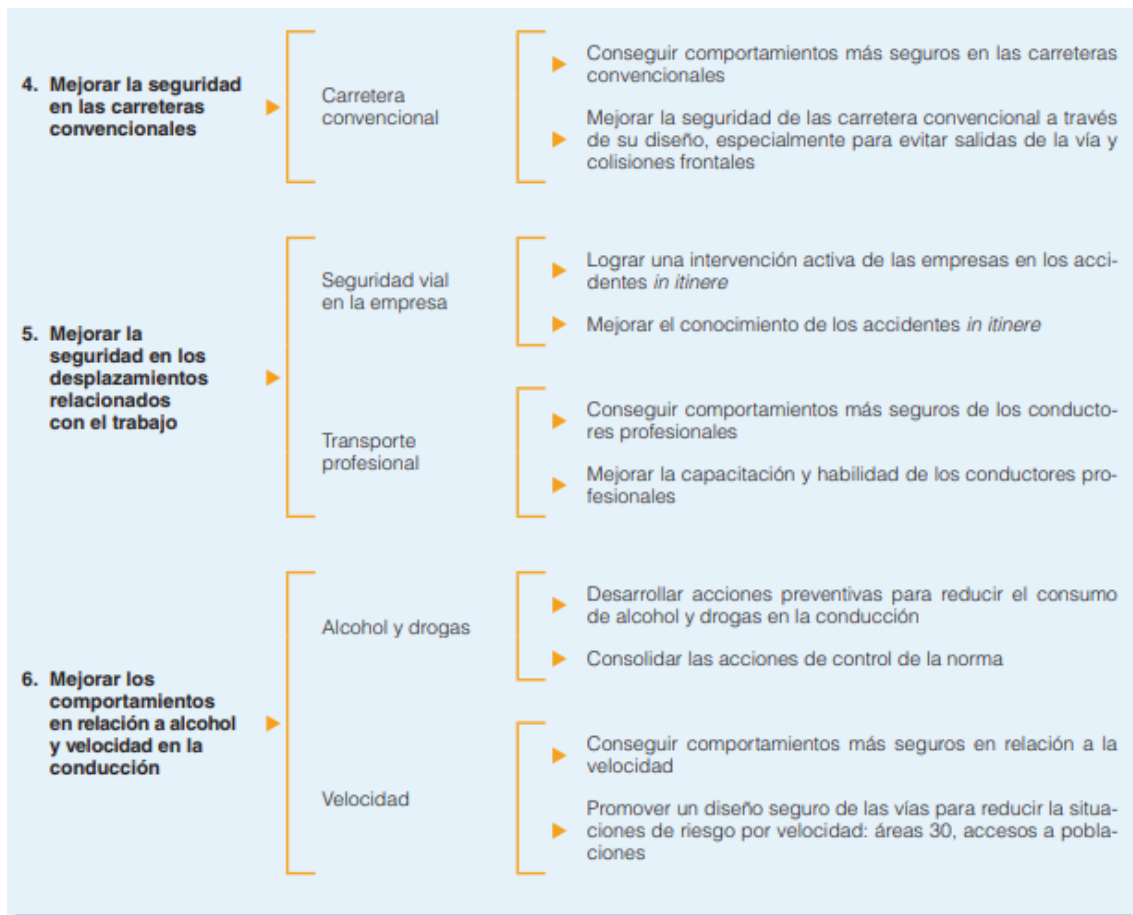 4. Mejorar la seguridad
en las carreteras
convencionales
Carretera
convencional
Conseguir comportamientos más seguros en las carreteras
convencionales
Mejorar la seguridad de las carretera convencional a través
de su diseño, especialmente para evitar salidas de la vía y
colisiones frontales
5. Mejorar la
seguridad en los
desplazamientos
relacionados
con el trabajo
Seguridad vial
en la empresa
Lograr una intervención activa de las empresas en los acci-
dentes in itinere
Mejorar el conocimiento de los accidentes in itinere
Transporte
profesional
Conseguir comportamientos más seguros de los conducto-
res profesionales
Mejorar la capacitación y habilidad de los conductores pro-
fesionales
6. Mejorar los
comportamientos
en relación a alcohol
y velocidad en la
conducción
Alcohol y drogas
Desarrollar acciones preventivas para reducir el consumo
de alcohol y drogas en la conducción
Consolidar las acciones de control de la norma
Velocidad
Conseguir comportamientos más seguros en relación a la
velocidad
Promover un diseño seguro de las vías para reducir la situa-
ciones de riesgo por velocidad: áreas 30, accesos a pobla-
ciones